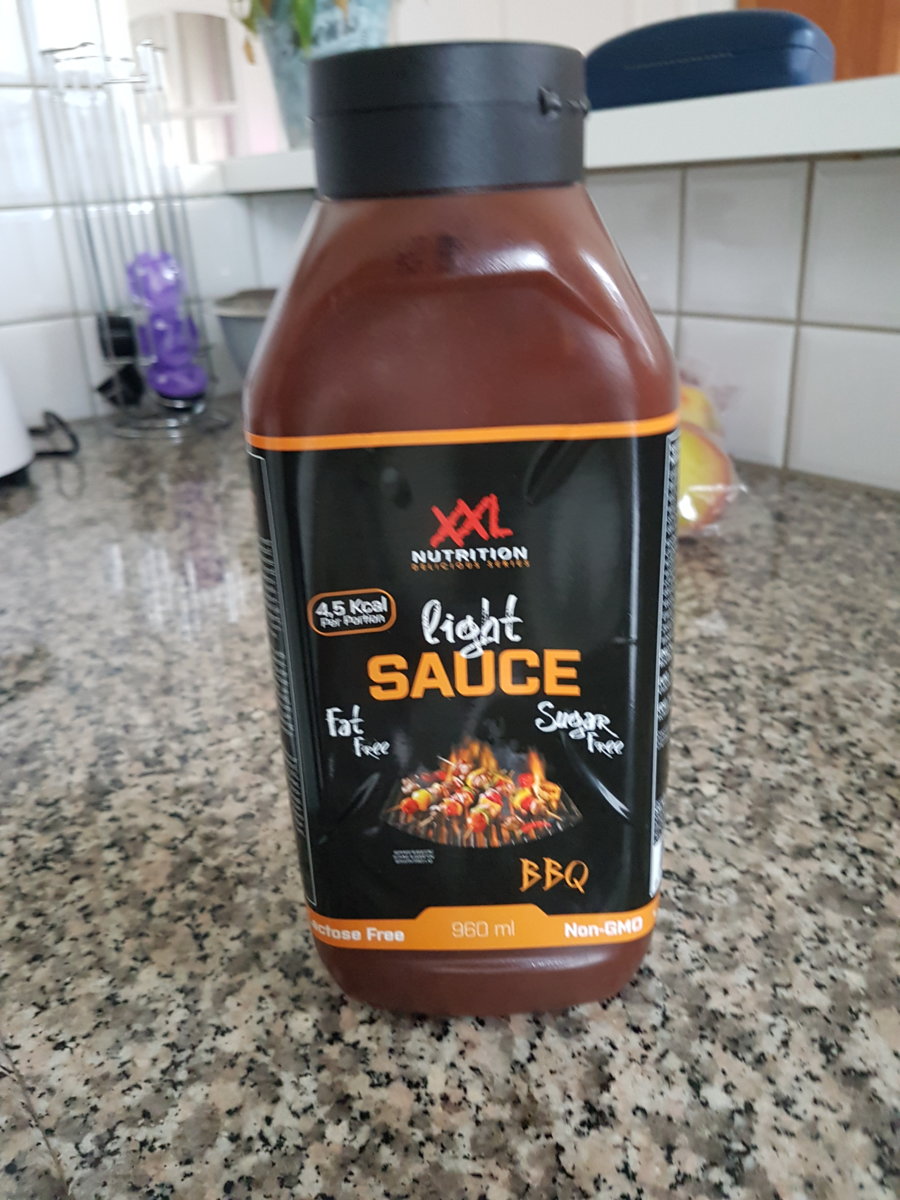 XXL
NUTRITION
DELICIOUS SERIES
4,5 Kcal
Per Portion
light
SAUCE
Fat
Free
Sugar
Free
BBQ
Free
960 ml
Non-GMO